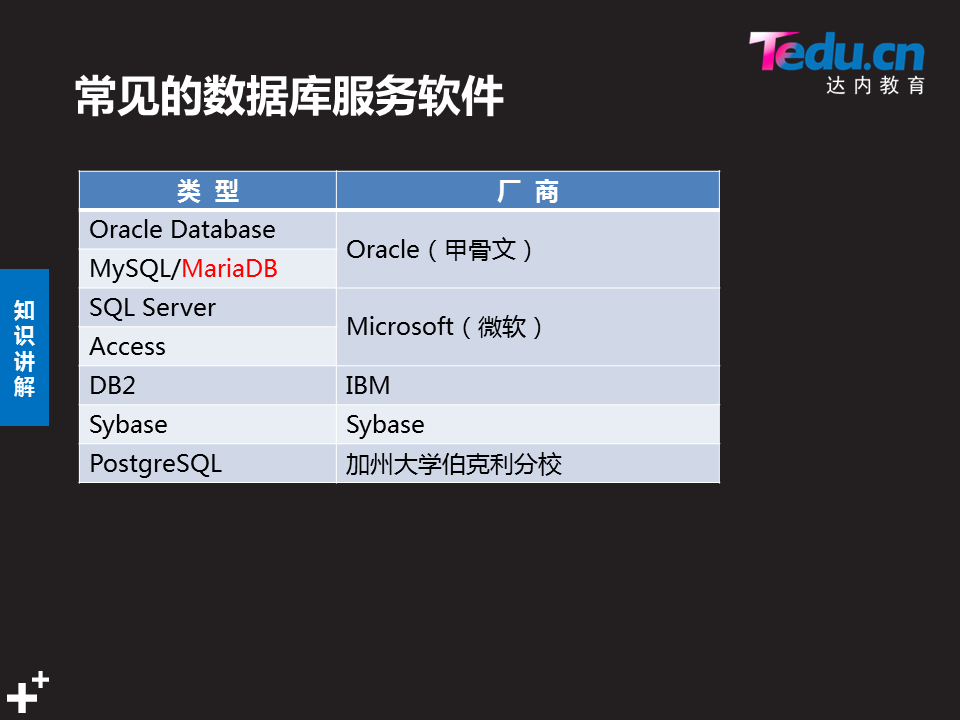 Tedu.cn
达内教育
常见的数据库服务软件
类 型 厂 商
Oracle Database Oracle（甲骨文）
MySQL/MariaDB
SQL Server Microsoft（微软）
Access
DB2 IBM
Sybase Sybase
PostgreSQL 加州大学伯克利分校
知
识
讲
解